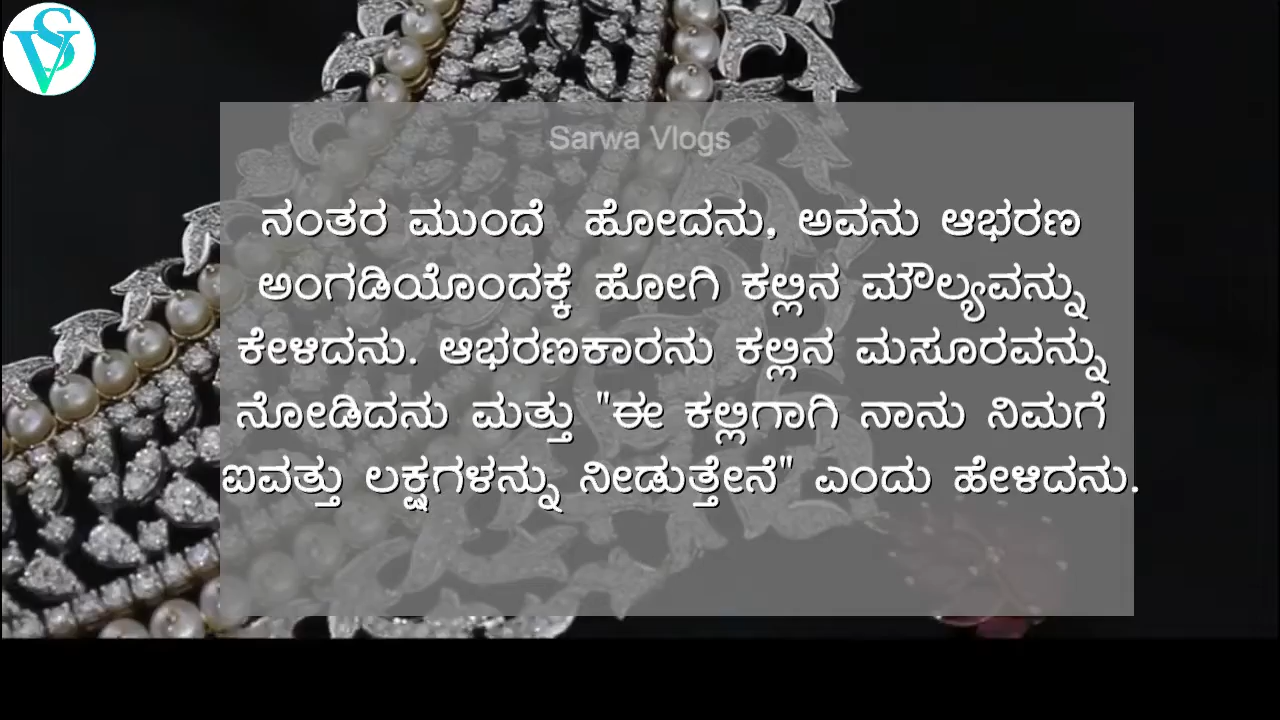 SV
Sarwa Vlogs
ನಂತರ ಮುಂದೆ ಹೋದನು, ಅವನು ಆಭರಣ
ಅಂಗಡಿಯೊಂದಕ್ಕೆ ಹೋಗಿ ಕಲ್ಲಿನ ಮೌಲ್ಯವನ್ನು
ಕೇಳಿದನು. ಆಭರಣಕಾರನು ಕಲ್ಲಿನ ಮಸೂರವನ್ನು
ನೋಡಿದನು ಮತ್ತು "ಈ ಕಲ್ಲಿಗಾಗಿ ನಾನು ನಿಮಗೆ
ಐವತ್ತು ಲಕ್ಷಗಳನ್ನು ನೀಡುತ್ತೇನೆ" ಎಂದು ಹೇಳಿದನು.